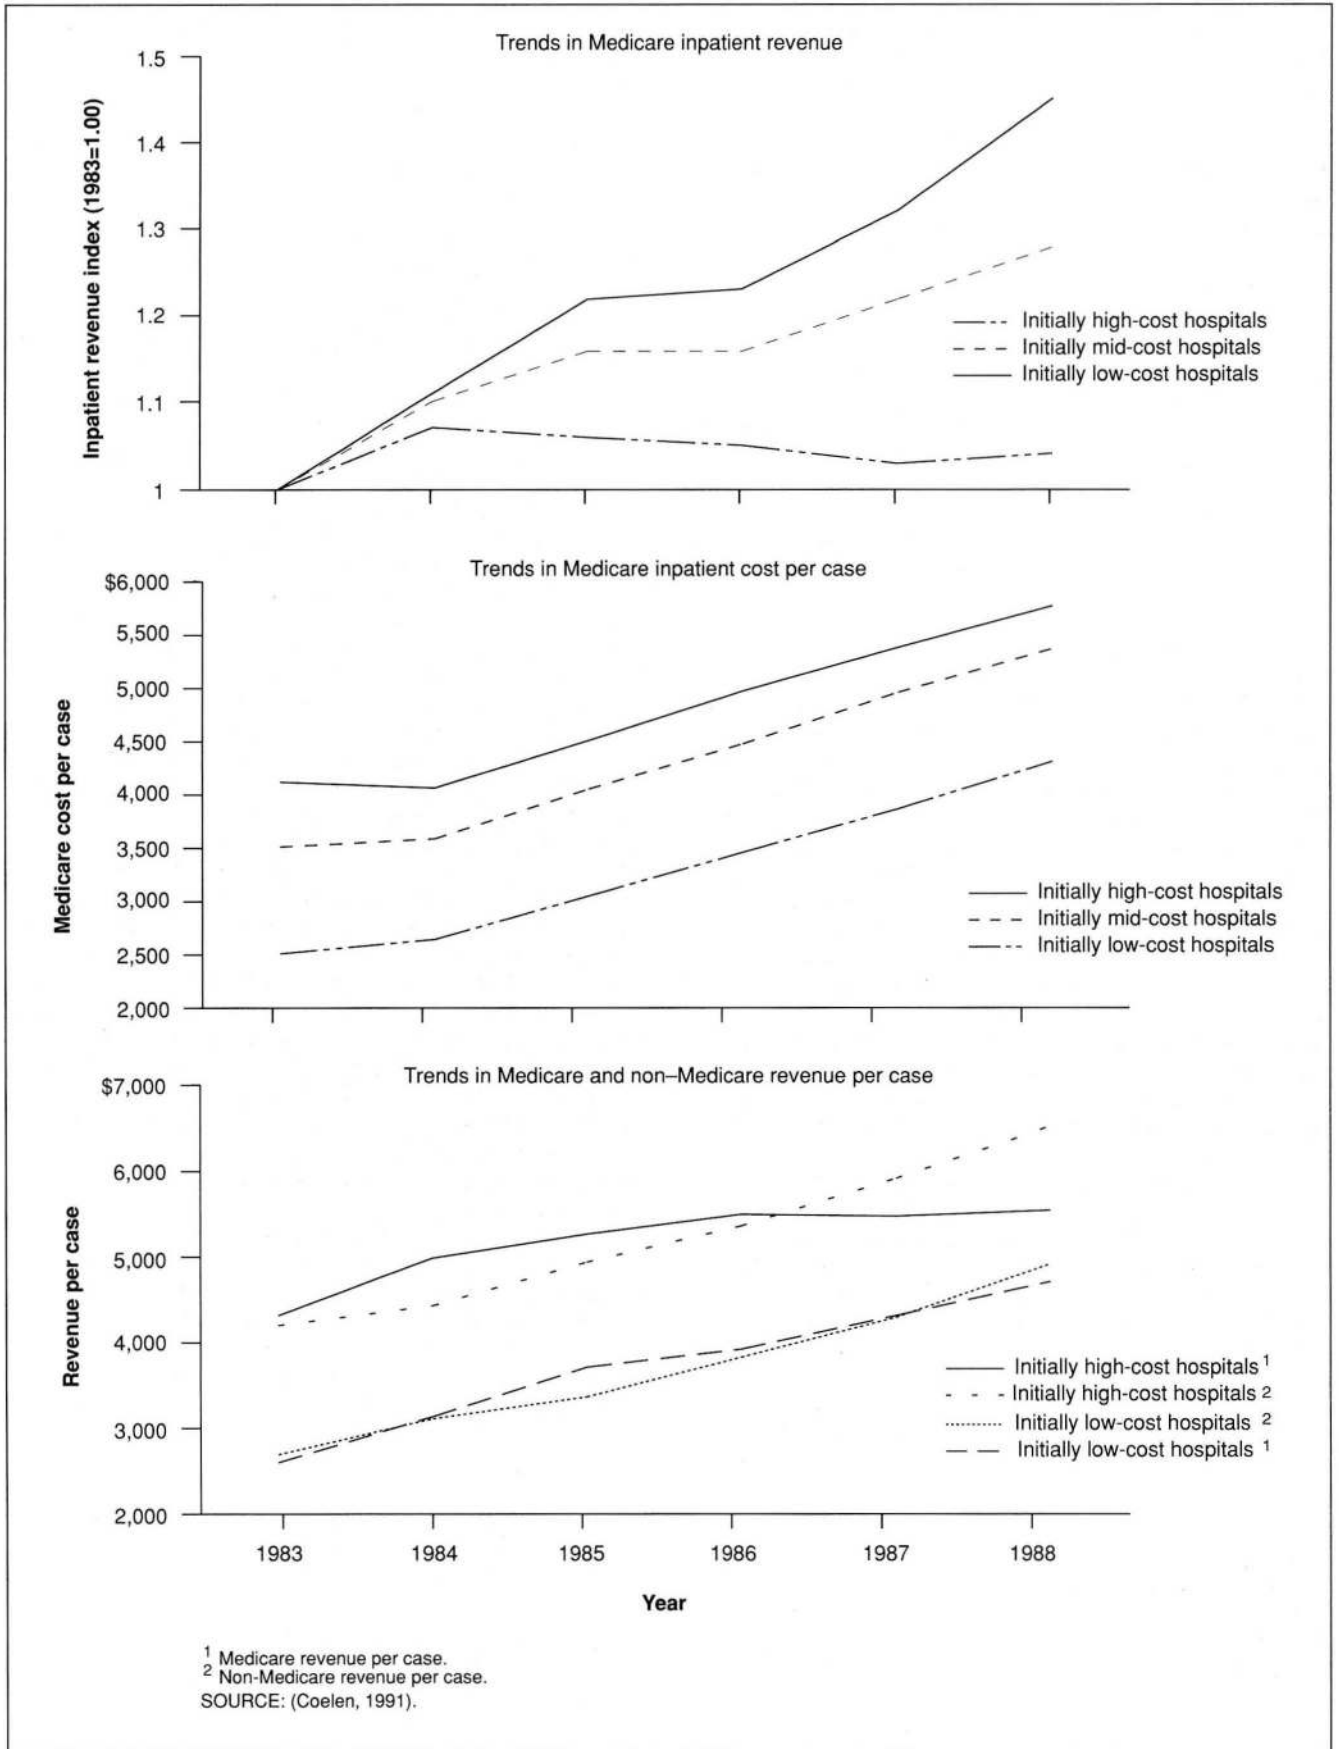 Trends in Medicare inpatient revenue
Inpatient revenue index (1983=1.00)
1.5
1.4
1.3
1.2
1.1
1
Initially high-cost hospitals
Initially mid-cost hospitals
Initially low-cost hospitals
Trends in Medicare inpatient cost per case
Medicare cost per case
$6,000
5,500
5,000
4,500
4,000
3,500
3,000
2,500
2,000
Initially high-cost hospitals
Initially mid-cost hospitals
Initially low-cost hospitals
Trends in Medicare and non–Medicare revenue per case
Revenue per case
$7,000
6,000
5,000
4,000
3,000
2,000
Initially high-cost hospitals 1
Initially high-cost hospitals 2
Initially low-cost hospitals 2
Initially low-cost hospitals 1
1983 1984 1985 1986 1987 1988
Year
1 Medicare revenue per case.
2 Non-Medicare revenue per case.
SOURCE: (Coelen, 1991).